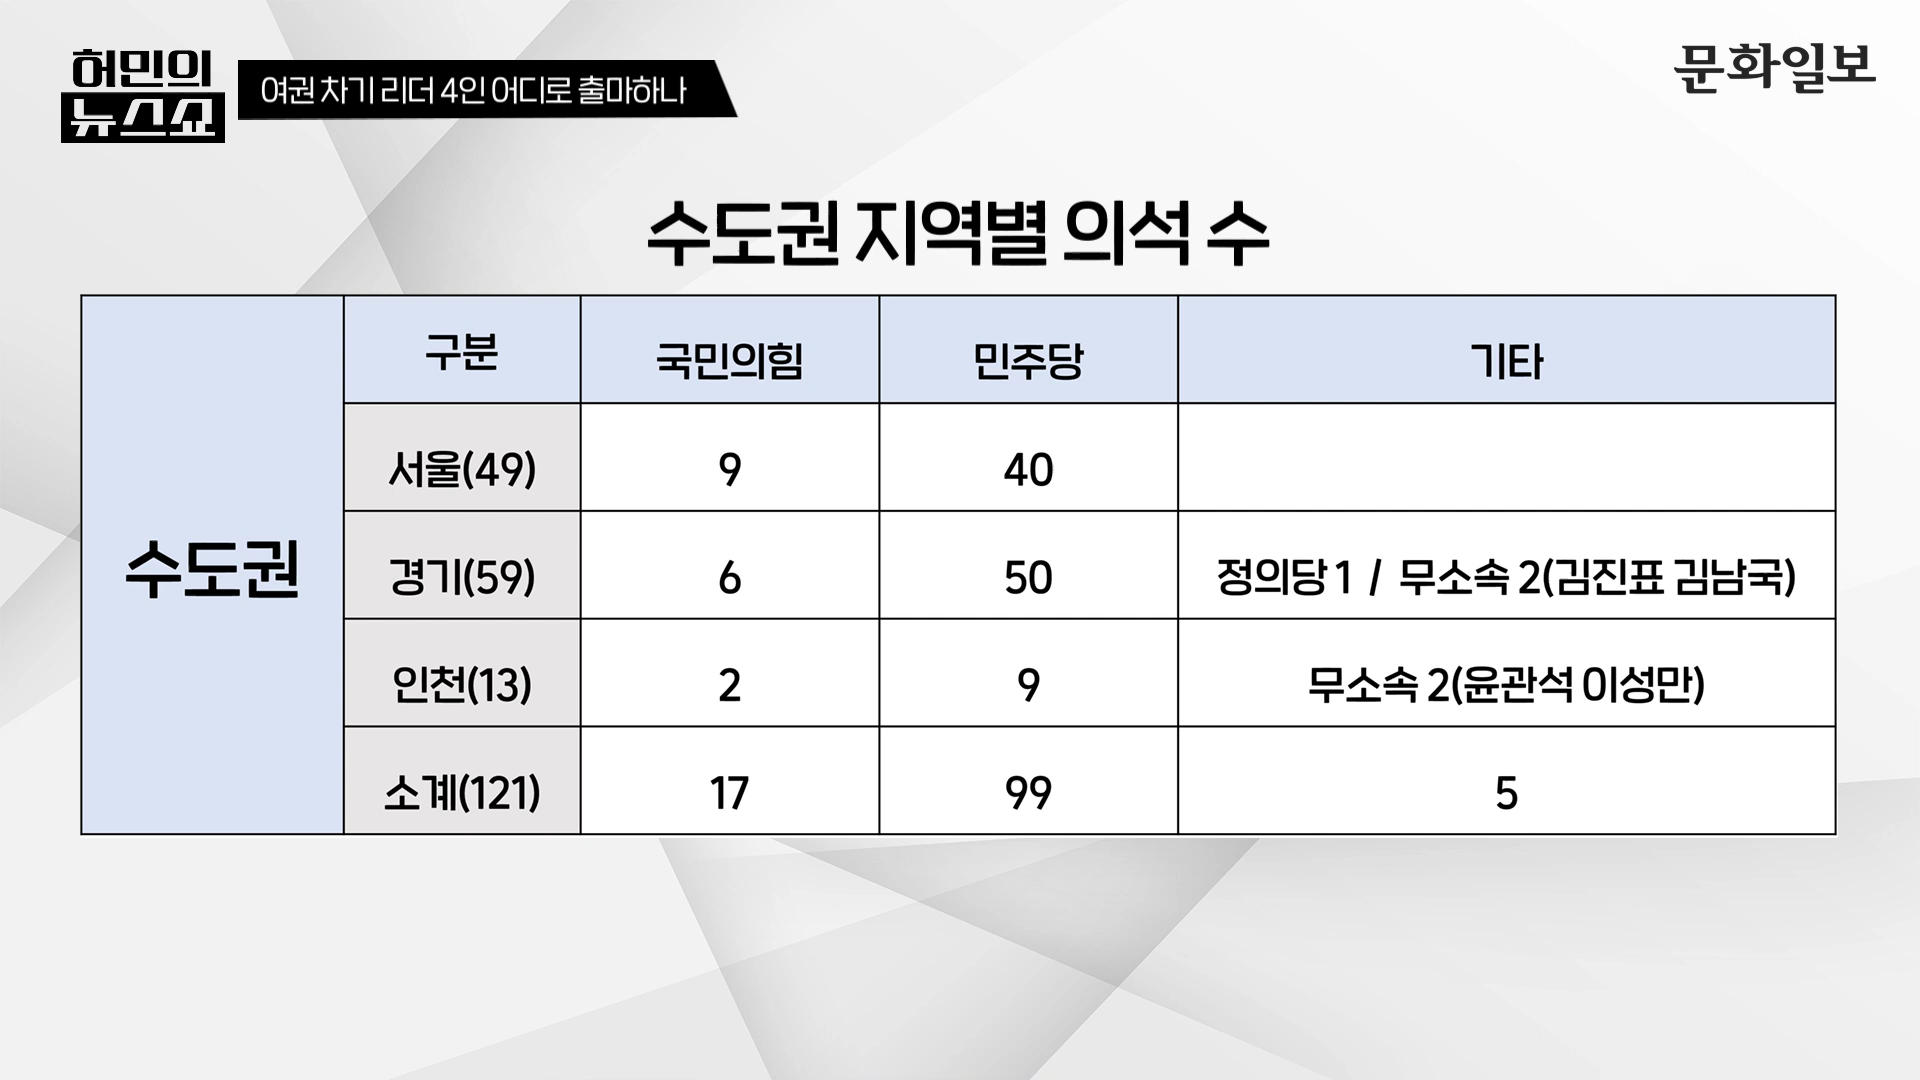 허민의
뉴스쇼
여권 차기 리더 4인 어디로 출마하나
문화일보
수도권 지역별 의석 수
수도권
구분 국민의힘 민주당 기타
서울(49) 9 40
경기(59) 6 50 정의당 1 / 무소속 2(김진표 김남국)
인천(13) 2 9 무소속 2(윤관석 이성만)
소계(121) 17 99 5